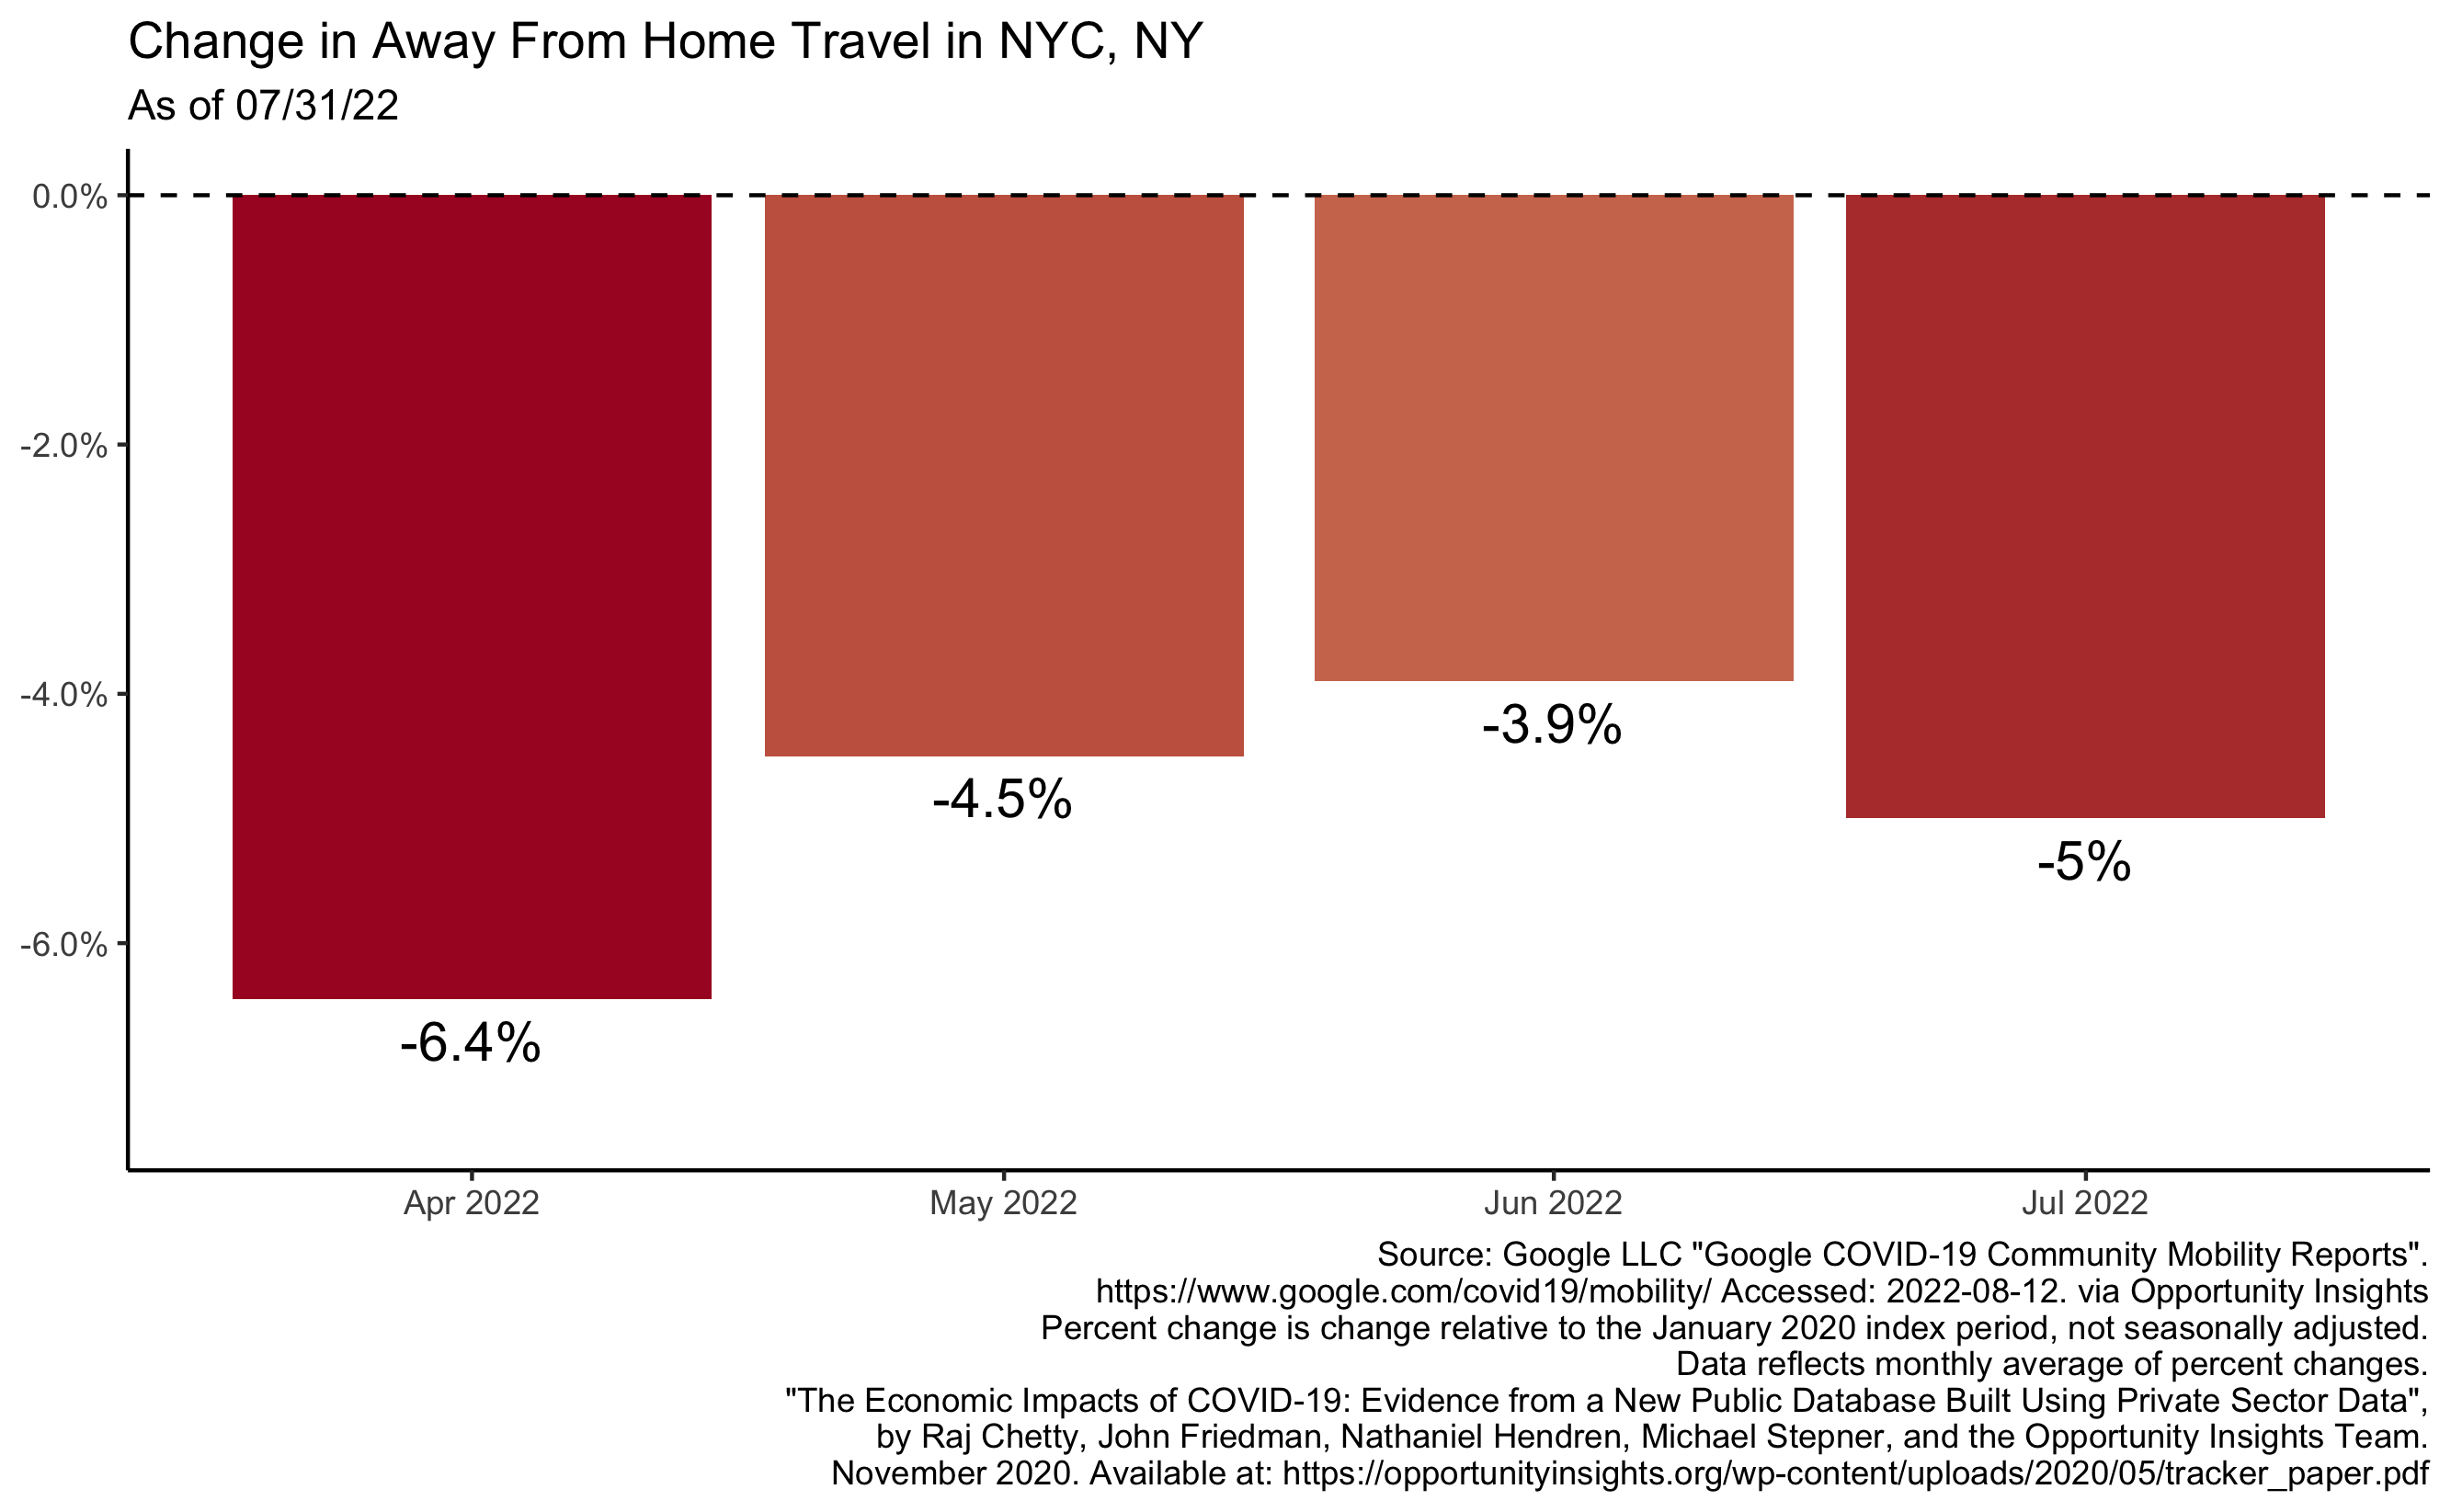 Change in Away From Home Travel in NYC, NY
As of 07/31/22
0.0%
-2.0%
-4.0%
-6.0%
-6.4%
-4.5%
-3.9%
-5%
Apr 2022
May 2022
Jun 2022
Jul 2022
Source: Google LLC "Google COVID-19 Community Mobility Reports".
https://www.google.com/covid19/mobility/ Accessed: 2022-08-12. via Opportunity Insights
Percent change is change relative to the January 2020 index period, not seasonally adjusted.
Data reflects monthly average of percent changes.
"The Economic Impacts of COVID-19: Evidence from a New Public Database Built Using Private Sector Data",
by Raj Chetty, John Friedman, Nathaniel Hendren, Michael Stepner, and the Opportunity Insights Team.
November 2020. Available at: https://opportunityinsights.org/wp-content/uploads/2020/05/tracker_paper.pdf